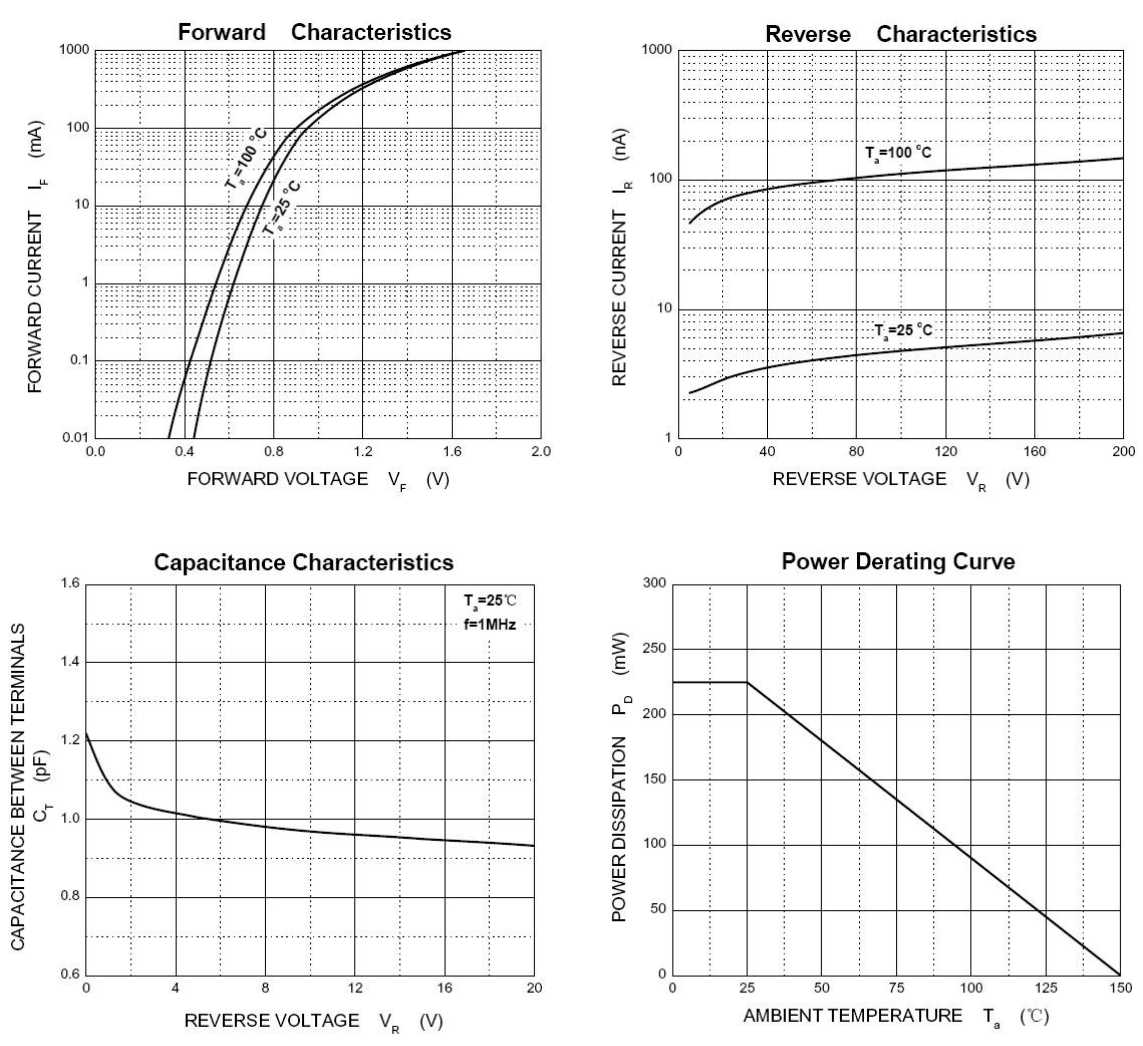 Forward Characteristics
1000
100
10
1
0.1
0.01
0.0
0.4
0.8
1.2
1.6
2.0
FORWARD CURRENT I_F (mA)
FORWARD VOLTAGE V_F (V)
T_a=100 °C
T_a=25 °C
Reverse Characteristics
1000
100
10
1
0
40
80
120
160
200
REVERSE CURRENT I_R (nA)
REVERSE VOLTAGE V_R (V)
T_a=100 °C
T_a=25 °C
Capacitance Characteristics
1.6
1.4
1.2
1.0
0.8
0.6
0
4
8
12
16
20
CAPACITANCE BETWEEN TERMINALS
C_T (pF)
REVERSE VOLTAGE V_R (V)
T_a=25℃
f=1MHz
Power Derating Curve
300
250
200
150
100
50
0
0
25
50
75
100
125
150
POWER DISSIPATION P_D (mW)
AMBIENT TEMPERATURE T_a (℃)